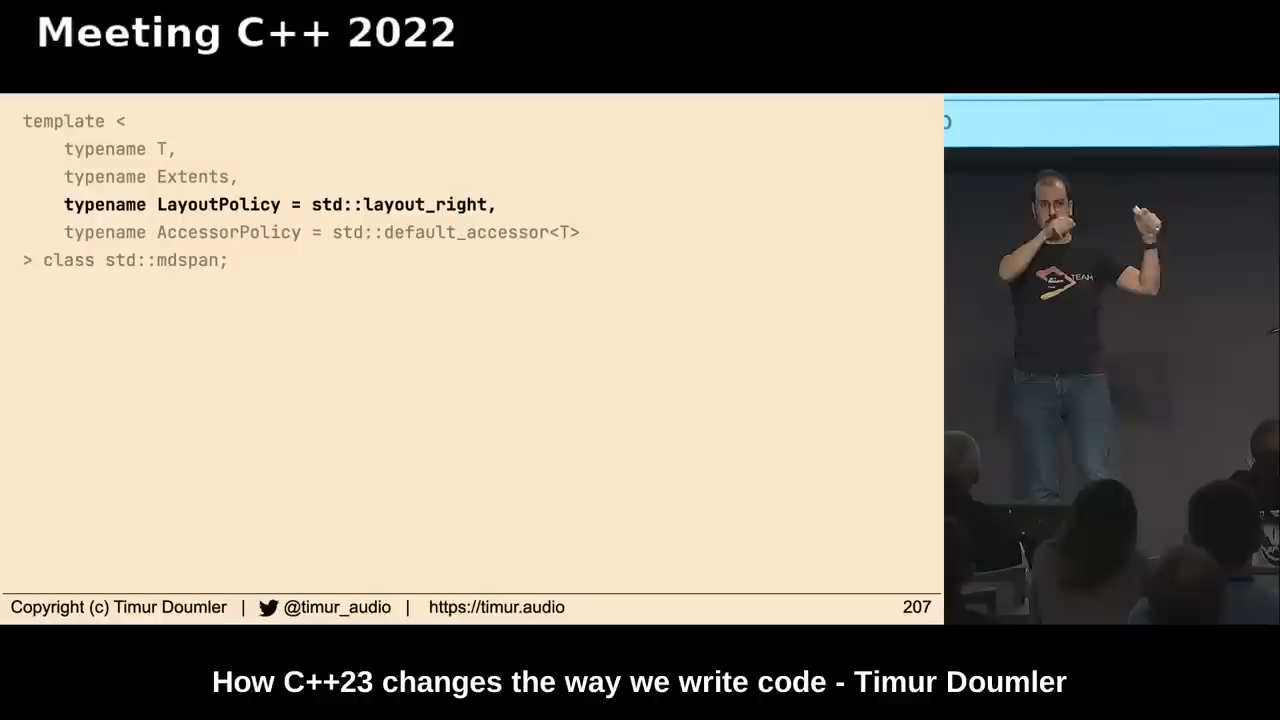 Meeting C++ 2022
template <
typename T,
typename Extents,
typename LayoutPolicy = std::layout_right,
typename AccessorPolicy = std::default_accessor<T>
> class std::mdspan;
TEAM
Copyright (c) Timur Doumler | @timur_audio | https://timur.audio 207
How C++23 changes the way we write code - Timur Doumler